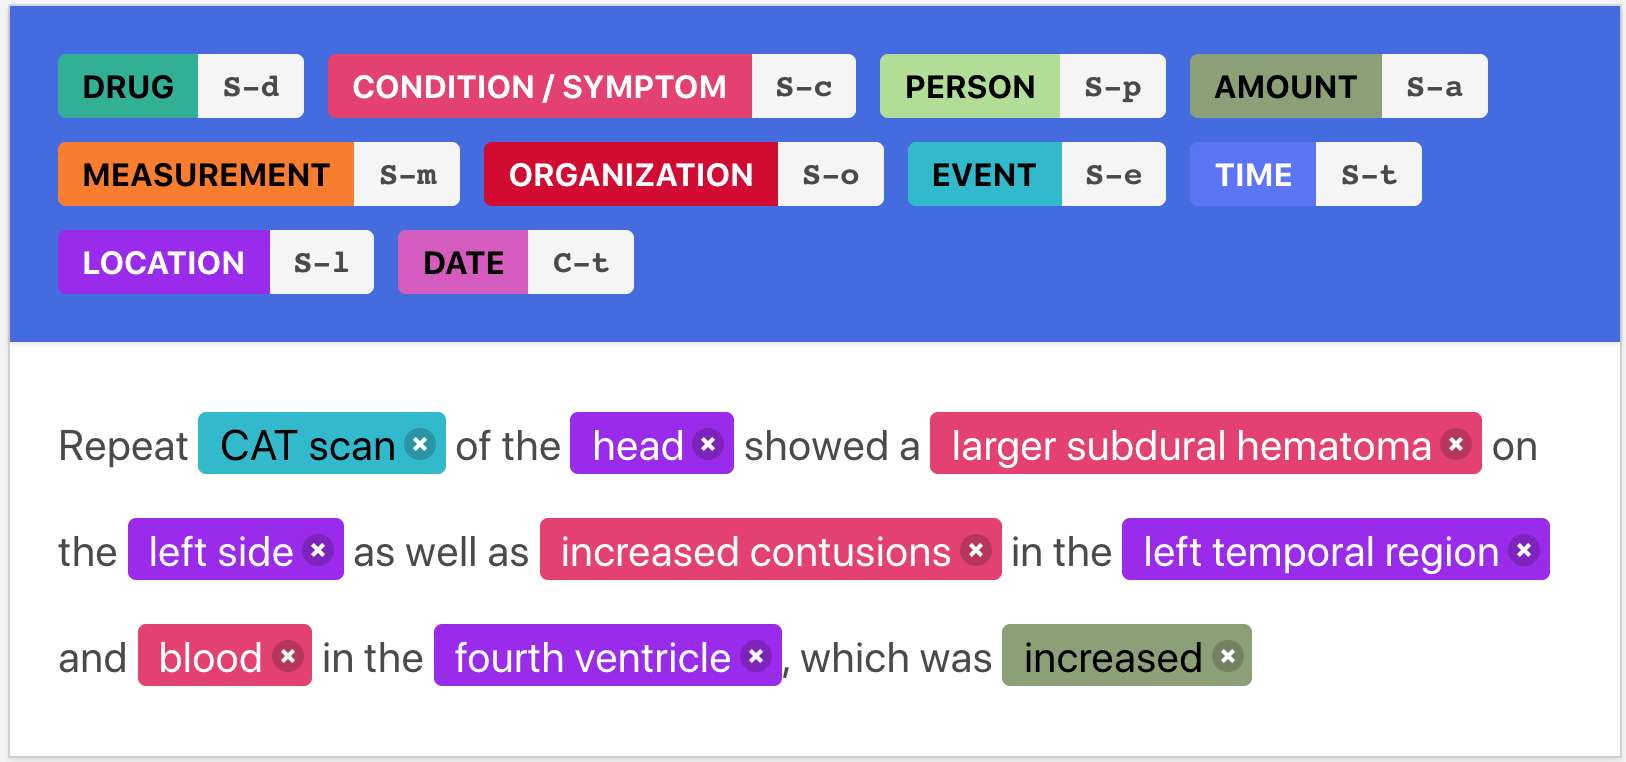 DRUG S-d CONDITION / SYMPTOM S-c PERSON S-p AMOUNT S-a
MEASUREMENT S-m ORGANIZATION S-o EVENT S-e TIME S-t
LOCATION S-l DATE C-t
Repeat CAT scan × of the head × showed a larger subdural hematoma × on
the left side × as well as increased contusions × in the left temporal region ×
and blood × in the fourth ventricle ×, which was increased ×